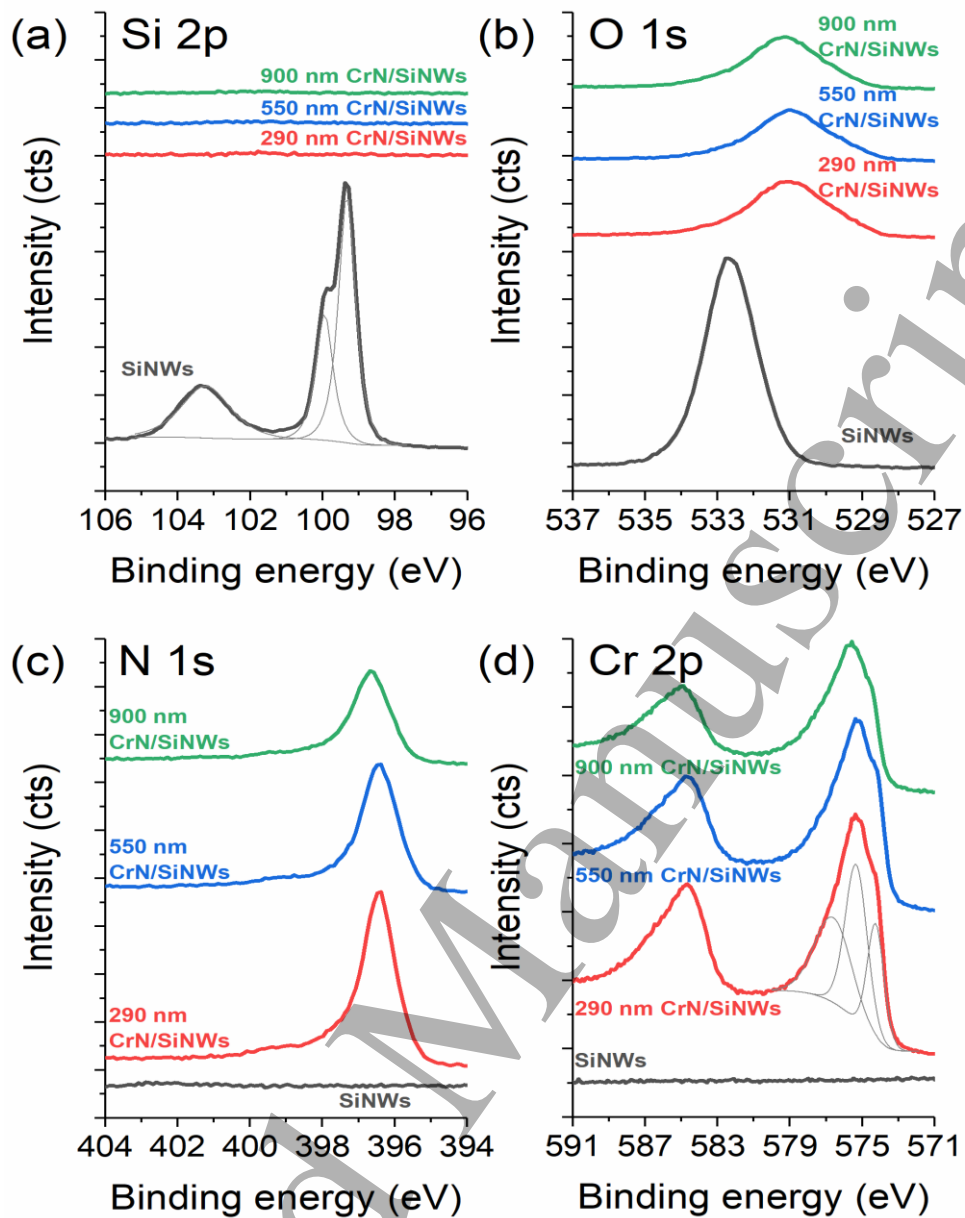 (a) Si 2p
900 nm CrN/SiNWs
550 nm CrN/SiNWs
290 nm CrN/SiNWs
SiNWs
Intensity (cts)
106 104 102 100 98 96
Binding energy (eV)
(b) O 1s
900 nm
CrN/SiNWs
550 nm
CrN/SiNWs
290 nm
CrN/SiNWs
SiNWs
Intensity (cts)
537 535 533 531 529 527
Binding energy (eV)
(c) N 1s
900 nm
CrN/SiNWs
550 nm
CrN/SiNWs
290 nm
CrN/SiNWs
SiNWs
Intensity (cts)
404 402 400 398 396 394
Binding energy (eV)
(d) Cr 2p
900 nm CrN/SiNWs
550 nm CrN/SiNWs
290 nm CrN/SiNWs
SiNWs
Intensity (cts)
591 587 583 579 575 571
Binding energy (eV)
d Manuscrip